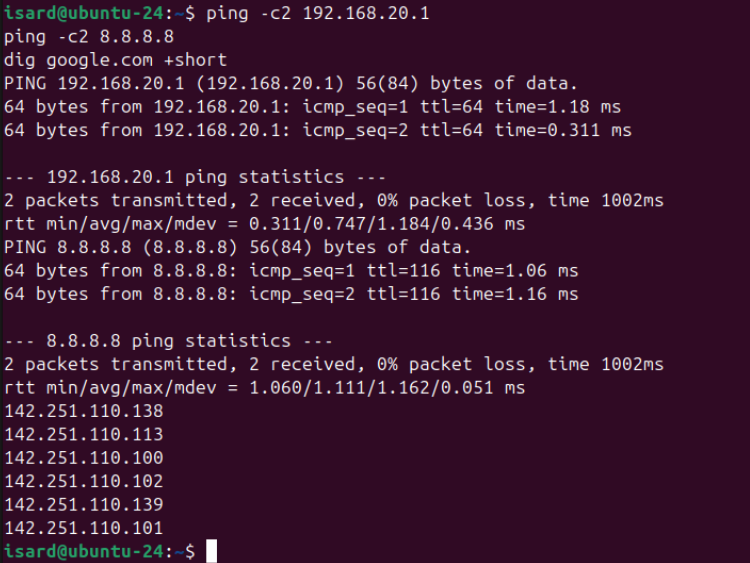 isard@ubuntu-24:~$ ping -c2 192.168.20.1
ping -c2 8.8.8.8
dig google.com +short
PING 192.168.20.1 (192.168.20.1) 56(84) bytes of data.
64 bytes from 192.168.20.1: icmp_seq=1 ttl=64 time=1.18 ms
64 bytes from 192.168.20.1: icmp_seq=2 ttl=64 time=0.311 ms
--- 192.168.20.1 ping statistics ---
2 packets transmitted, 2 received, 0% packet loss, time 1002ms
rtt min/avg/max/mdev = 0.311/0.747/1.184/0.436 ms
PING 8.8.8.8 (8.8.8.8) 56(84) bytes of data.
64 bytes from 8.8.8.8: icmp_seq=1 ttl=116 time=1.06 ms
64 bytes from 8.8.8.8: icmp_seq=2 ttl=116 time=1.16 ms
--- 8.8.8.8 ping statistics ---
2 packets transmitted, 2 received, 0% packet loss, time 1002ms
rtt min/avg/max/mdev = 1.060/1.111/1.162/0.051 ms
142.251.110.138
142.251.110.113
142.251.110.100
142.251.110.102
142.251.110.139
142.251.110.101
isard@ubuntu-24:~$